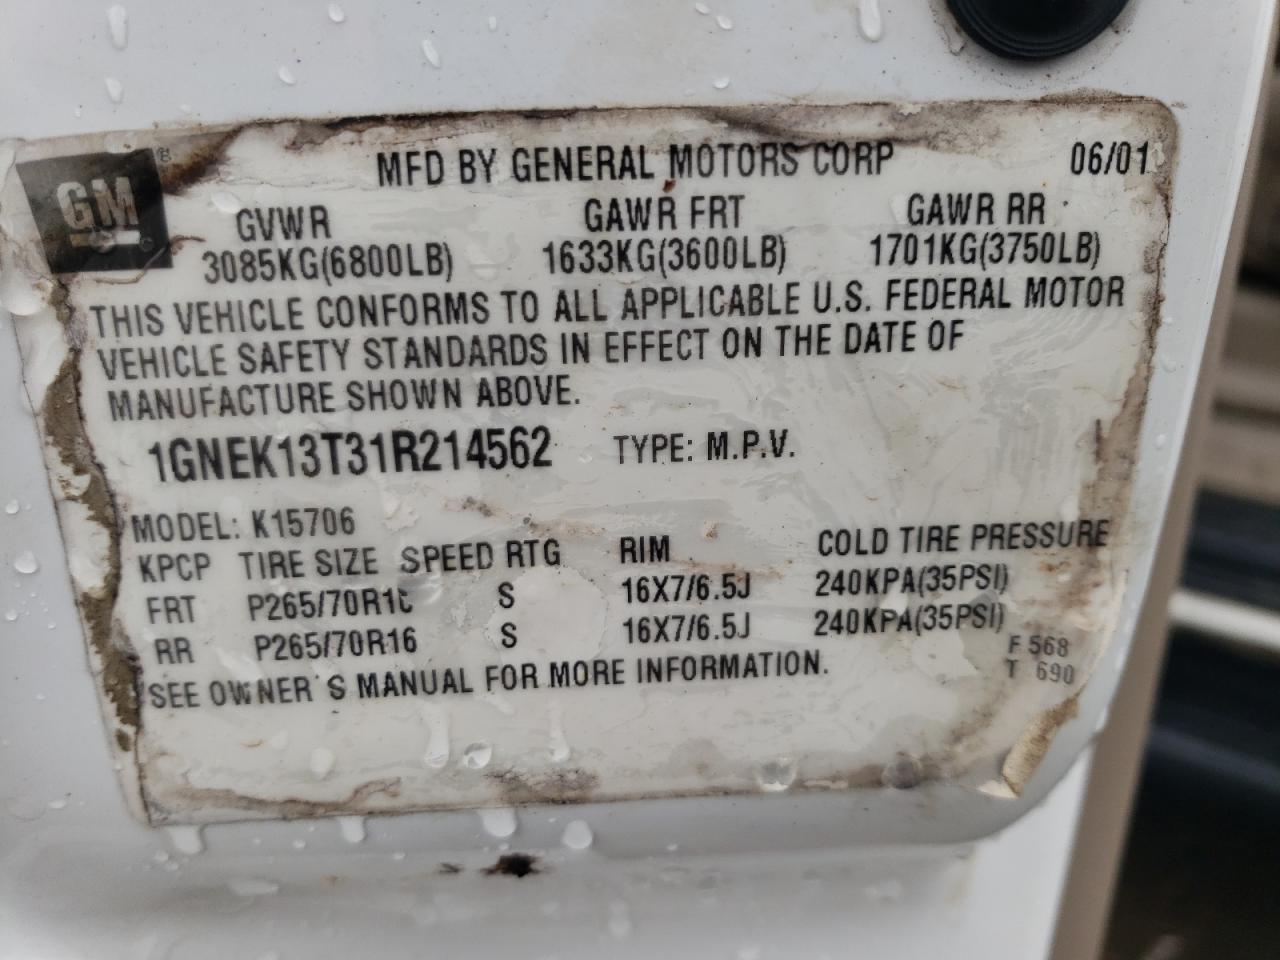 GM
MFD BY GENERAL MOTORS CORP 06/01
GVWR GAWR FRT GAWR RR
3085KG(6800LB) 1633KG(3600LB) 1701KG(3750LB)
THIS VEHICLE CONFORMS TO ALL APPLICABLE U.S. FEDERAL MOTOR
VEHICLE SAFETY STANDARDS IN EFFECT ON THE DATE OF
MANUFACTURE SHOWN ABOVE.
1GNEK13T31R214562 TYPE: M.P.V.
MODEL: K15706
KPCP TIRE SIZE SPEED RTG RIM COLD TIRE PRESSURE
FRT P265/70R16 S 16X7/6.5J 240KPA(35PSI)
RR P265/70R16 S 16X7/6.5J 240KPA(35PSI)
SEE OWNER'S MANUAL FOR MORE INFORMATION.
F 568
T 690